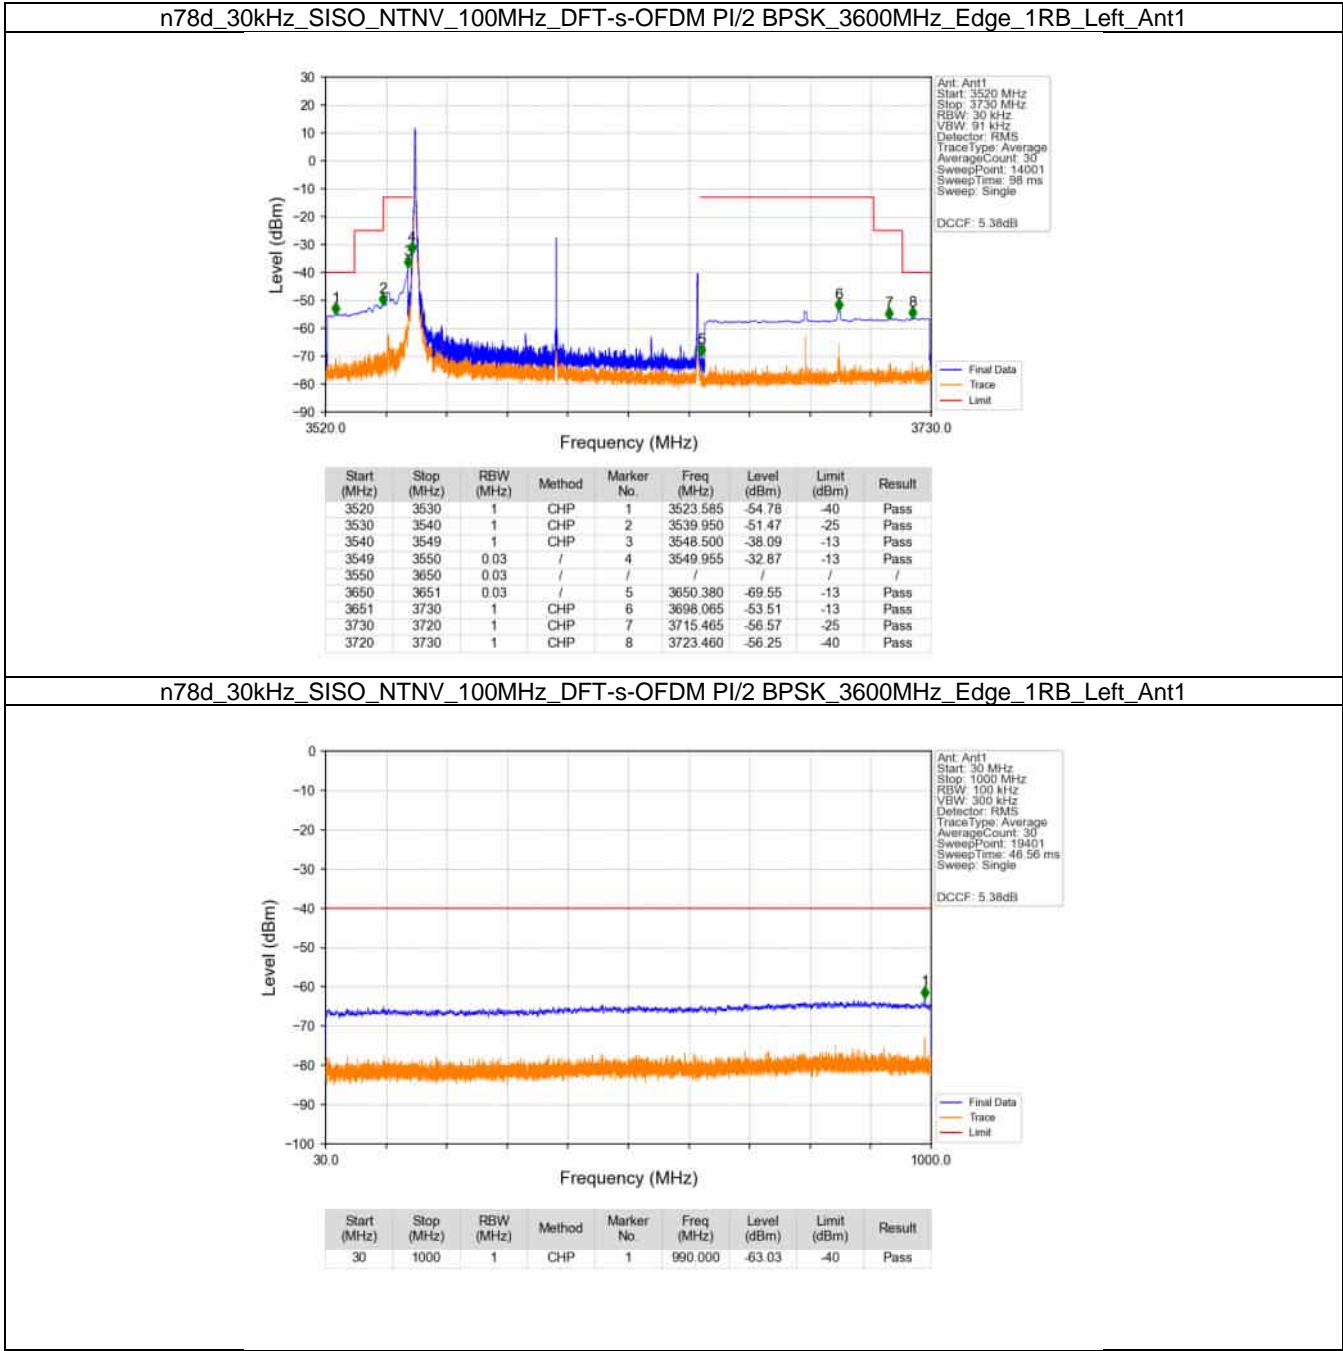 n78d_30kHz_SISO_NTNV_100MHz_DFT-s-OFDM PI/2 BPSK_3600MHz_Edge_1RB_Left_Ant1
30
20
10
0
−10
−20
−30
−40
−50
−60
−70
−80
−90
Level (dBm)
1
2
3
4
5
6
7
8
3520.0
3730.0
Frequency (MHz)
Ant: Ant1
Start: 3520 MHz
Stop: 3730 MHz
RBW: 30 kHz
VBW: 91 kHz
Detector: RMS
TraceType: Average
AverageCount: 30
SweepPoint: 14001
SweepTime: 98 ms
Sweep: Single
DCCF: 5.38dB
Final Data
Trace
Limit
Start (MHz) Stop (MHz) RBW (MHz) Method Marker No. Freq (MHz) Level (dBm) Limit (dBm) Result
3520 3530 1 CHP 1 3523.585 -54.78 -40 Pass
3530 3540 1 CHP 2 3539.950 -51.47 -25 Pass
3540 3549 1 CHP 3 3548.500 -38.09 -13 Pass
3549 3550 0.03 / 4 3549.955 -32.87 -13 Pass
3550 3650 0.03 / / / / / /
3650 3651 0.03 / 5 3650.380 -69.55 -13 Pass
3651 3730 1 CHP 6 3698.065 -53.51 -13 Pass
3730 3720 1 CHP 7 3715.465 -56.57 -25 Pass
3720 3730 1 CHP 8 3723.460 -56.25 -40 Pass
n78d_30kHz_SISO_NTNV_100MHz_DFT-s-OFDM PI/2 BPSK_3600MHz_Edge_1RB_Left_Ant1
0
−10
−20
−30
−40
−50
−60
−70
−80
−90
−100
Level (dBm)
1
30.0
1000.0
Frequency (MHz)
Ant: Ant1
Start: 30 MHz
Stop: 1000 MHz
RBW: 100 kHz
VBW: 300 kHz
Detector: RMS
TraceType: Average
AverageCount: 30
SweepPoint: 19401
SweepTime: 46.56 ms
Sweep: Single
DCCF: 5.38dB
Final Data
Trace
Limit
Start (MHz) Stop (MHz) RBW (MHz) Method Marker No. Freq (MHz) Level (dBm) Limit (dBm) Result
30 1000 1 CHP 1 990.000 -63.03 -40 Pass